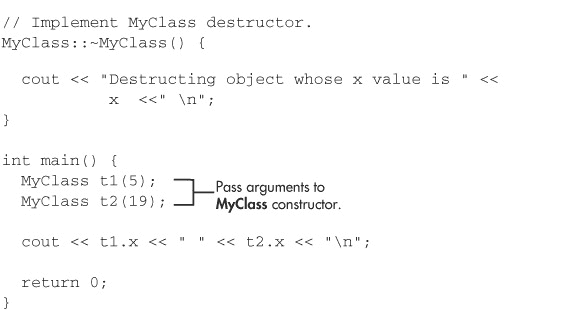 // Implement MyClass destructor.
MyClass::~MyClass() {
cout << "Destructing object whose x value is " <<
x  <<" \n";
}
int main() {
MyClass t1(5);
MyClass t2(19);
Pass arguments to
MyClass constructor.
cout << t1.x << " " << t2.x << "\n";
return 0;
}